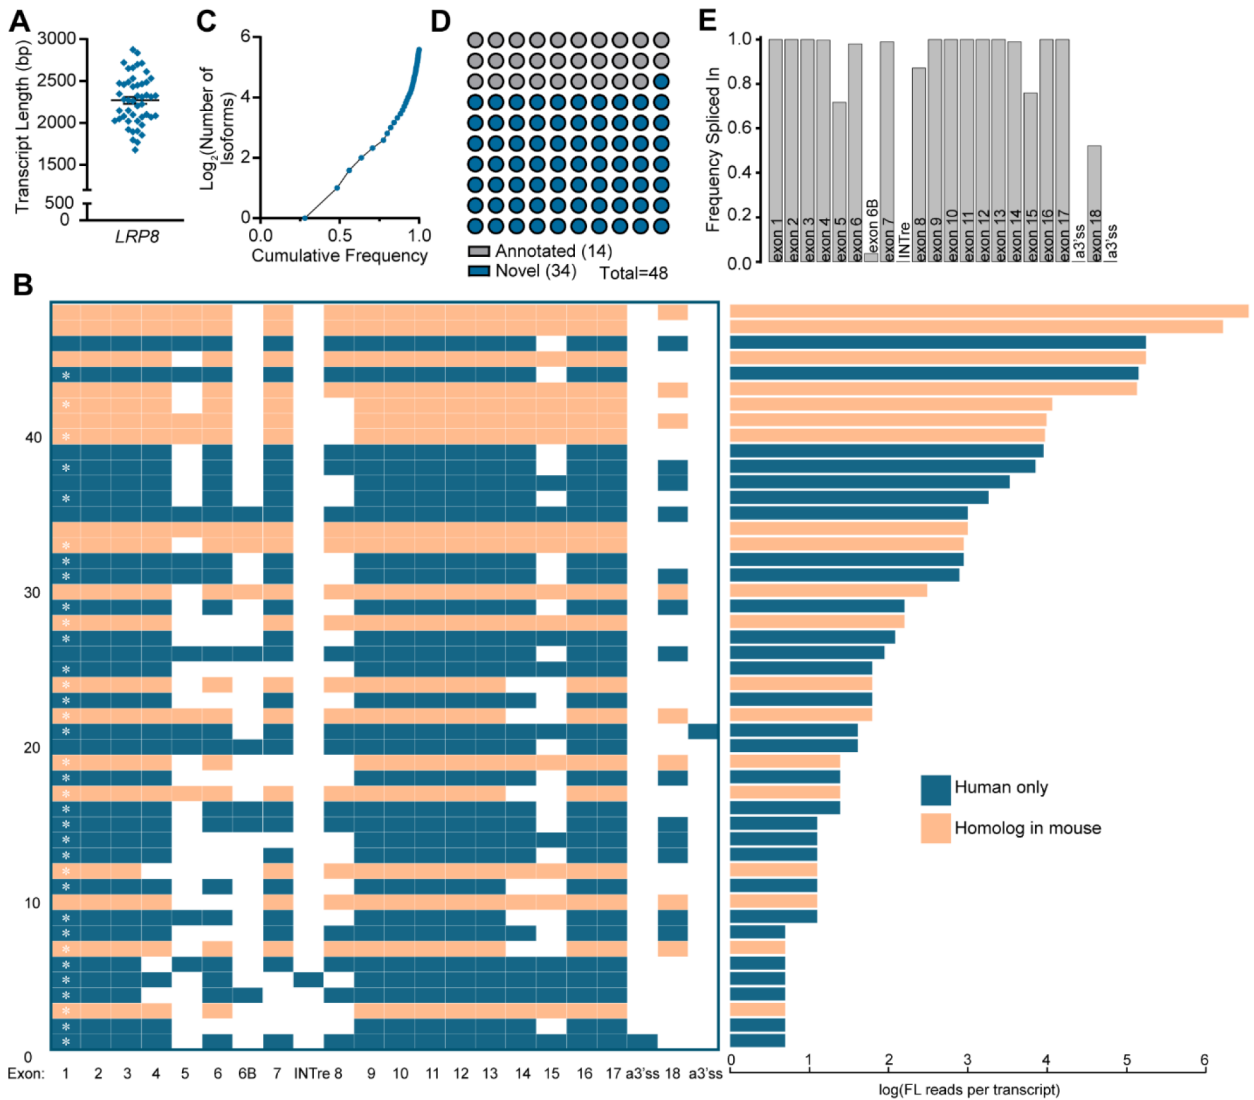 A
Transcript Length (bp)
3000
2500
2000
1500
500
0
LRP8
C
Log2(Number of
Isoforms)
6
4
2
0
0.0
0.5
1.0
Cumulative Frequency
D
Annotated (14)
Novel (34)
Total=48
E
Frequency Spliced In
1.0
0.8
0.6
0.4
0.2
0.0
exon 1
exon 2
exon 3
exon 4
exon 5
exon 6
exon 6B
exon 7
INTre
exon 8
exon 9
exon 10
exon 11
exon 12
exon 13
exon 14
exon 15
exon 16
exon 17
a3'ss
exon 18
a3'ss
B
40
30
20
10
0
* * * * * * * * * * * * * * * * * * * * * * * * * * * * * * * * * *
Exon: 1 2 3 4 5 6 6B 7 INTre 8 9 10 11 12 13 14 15 16 17 a3'ss 18 a3'ss
Human only
Homolog in mouse
0 1 2 3 4 5 6
log(FL reads per transcript)